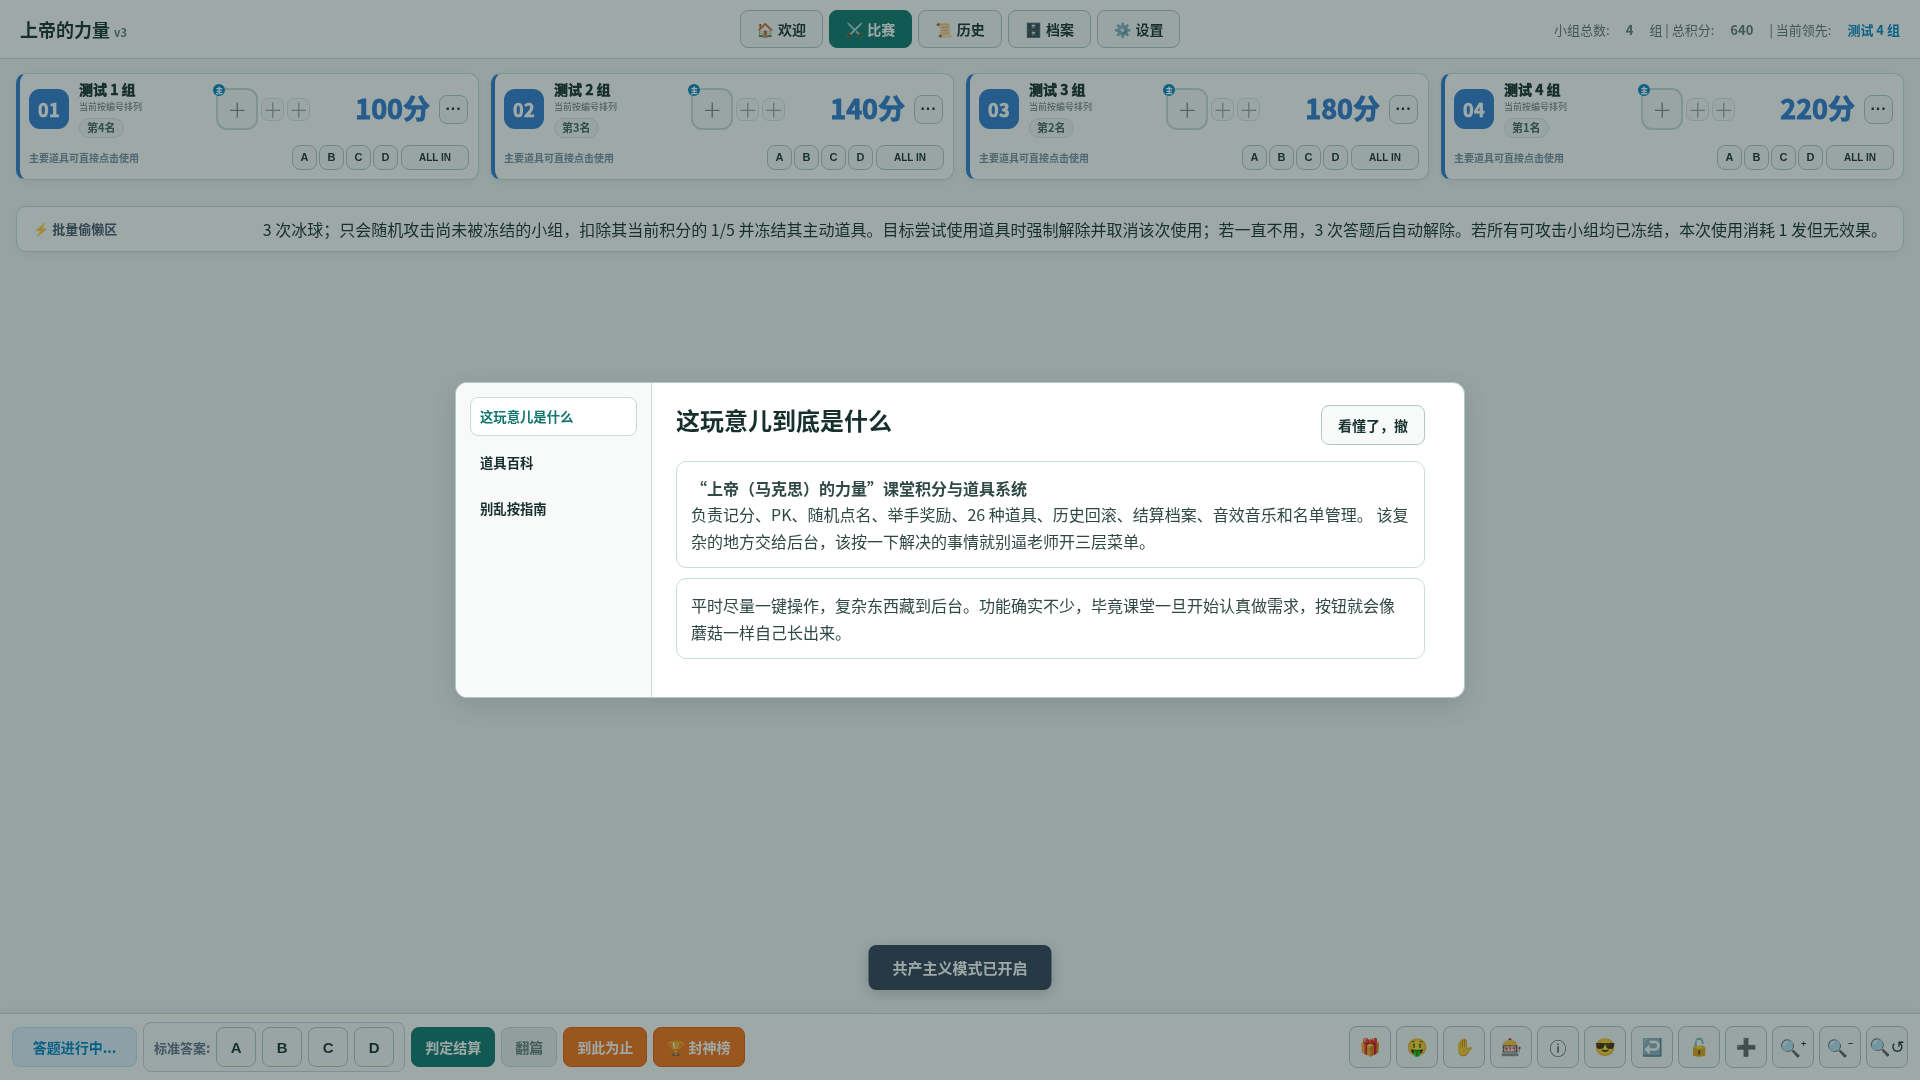 上帝的力量 v3
🏠 欢迎
⚔️ 比赛
📜 历史
🗄️ 档案
⚙️ 设置
小组总数: 4 组 | 总积分: 640 | 当前领先: 测试 4 组
01
测试 1 组
当前按编号排列
第4名
主
＋ ＋ ＋
100分
···
主要道具可直接点击使用
A B C D ALL IN
02
测试 2 组
当前按编号排列
第3名
主
＋ ＋ ＋
140分
···
主要道具可直接点击使用
A B C D ALL IN
03
测试 3 组
当前按编号排列
第2名
主
＋ ＋ ＋
180分
···
主要道具可直接点击使用
A B C D ALL IN
04
测试 4 组
当前按编号排列
第1名
主
＋ ＋ ＋
220分
···
主要道具可直接点击使用
A B C D ALL IN
⚡ 批量偷懒区
3 次冰球；只会随机攻击尚未被冻结的小组，扣除其当前积分的 1/5 并冻结其主动道具。目标尝试使用道具时强制解除并取消该次使用；若一直不用，3 次答题后自动解除。若所有可攻击小组均已冻结，本次使用消耗 1 发但无效果。
这玩意儿是什么
道具百科
别乱按指南
这玩意儿到底是什么
看懂了，撤
“上帝（马克思）的力量”课堂积分与道具系统
负责记分、PK、随机点名、举手奖励、26 种道具、历史回滚、结算档案、音效音乐和名单管理。 该复
杂的地方交给后台，该按一下解决的事情就别逼老师开三层菜单。
平时尽量一键操作，复杂东西藏到后台。功能确实不少，毕竟课堂一旦开始认真做需求，按钮就会像
蘑菇一样自己长出来。
共产主义模式已开启
答题进行中...
标准答案: A B C D
判定结算
翻篇
到此为止
🏆 封神榜